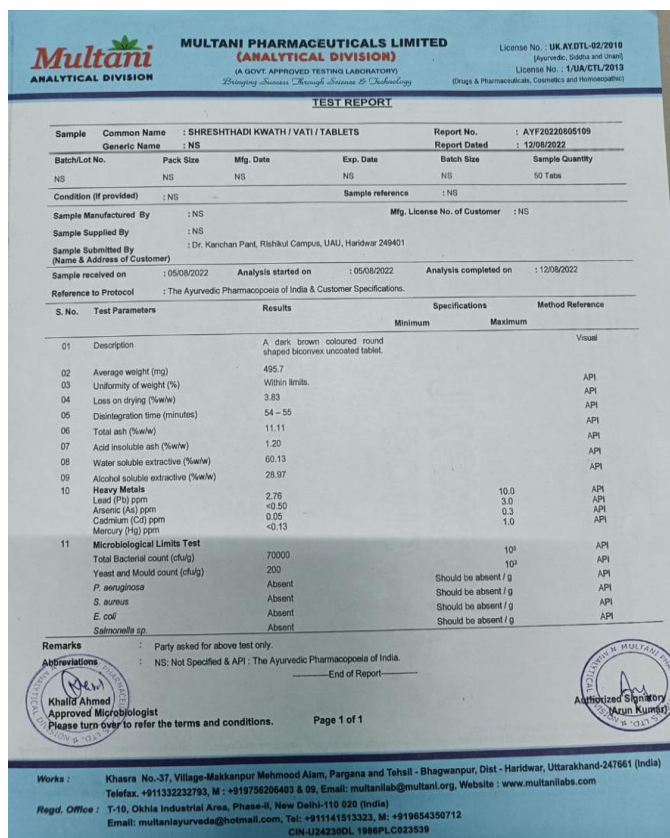 Multani
ANALYTICAL DIVISION
MULTANI PHARMACEUTICALS LIMITED
(ANALYTICAL DIVISION)
(A GOVT. APPROVED TESTING LABORATORY)
Bringing Success Through Science & Technology
License No. : UK.AY.DTL-02/2010
[Ayurvedic, Siddha and Unani]
License No. : 1/UA/CTL/2013
(Drugs & Pharmaceuticals, Cosmetics and Homoeopathic)
TEST REPORT
Sample Common Name : SHRESHTHADI KWATH / VATI / TABLETS Report No. : AYF20220805109
Generic Name : NS Report Dated : 12/08/2022
Batch/Lot No. Pack Size Mfg. Date Exp. Date Batch Size Sample Quantity
NS NS NS NS NS 50 Tabs
Condition (If provided) : NS Sample reference : NS
Sample Manufactured By : NS Mfg. License No. of Customer : NS
Sample Supplied By : NS
Sample Submitted By : Dr. Kanchan Pant, Rishikul Campus, UAU, Haridwar 249401
(Name & Address of Customer)
Sample received on : 05/08/2022 Analysis started on : 05/08/2022 Analysis completed on : 12/08/2022
Reference to Protocol : The Ayurvedic Pharmacopoeia of India & Customer Specifications.
S. No. Test Parameters Results Specifications Method Reference
Minimum Maximum
01 Description A dark brown coloured round Visual
shaped biconvex uncoated tablet.
02 Average weight (mg) 495.7
03 Uniformity of weight (%) Within limits. API
04 Loss on drying (%w/w) 3.83 API
05 Disintegration time (minutes) 54 – 55 API
06 Total ash (%w/w) 11.11 API
07 Acid insoluble ash (%w/w) 1.20 API
08 Water soluble extractive (%w/w) 60.13 API
09 Alcohol soluble extractive (%w/w) 28.97 API
10 Heavy Metals
Lead (Pb) ppm 2.76 10.0 API
Arsenic (As) ppm <0.50 3.0 API
Cadmium (Cd) ppm 0.05 0.3 API
Mercury (Hg) ppm <0.13 1.0 API
11 Microbiological Limits Test
Total Bacterial count (cfu/g) 70000 10⁵ API
Yeast and Mould count (cfu/g) 200 10³ API
P. aeruginosa Absent Should be absent / g API
S. aureus Absent Should be absent / g API
E. coli Absent Should be absent / g API
Salmonella sp. Absent Should be absent / g API
Remarks : Party asked for above test only.
Abbreviations : NS: Not Specified & API : The Ayurvedic Pharmacopoeia of India.
End of Report
Khalid Ahmed
Approved Microbiologist
Please turn over to refer the terms and conditions.
Page 1 of 1
Authorized Signatory
(Arun Kumar)
Works : Khasra No.-37, Village-Makkanpur Mehmood Alam, Pargana and Tehsil - Bhagwanpur, Dist - Haridwar, Uttarakhand-247661 (India)
Telefax. +911332232793, M : +919756206403 & 09, Email: multanilab@multani.org, Website : www.multanilabs.com
Regd. Office : T-10, Okhla Industrial Area, Phase-II, New Delhi-110 020 (India)
Email: multaniayurveda@hotmail.com, Tel: +911141513323, M: +919654350712
CIN-U24230DL 1986PLC023539